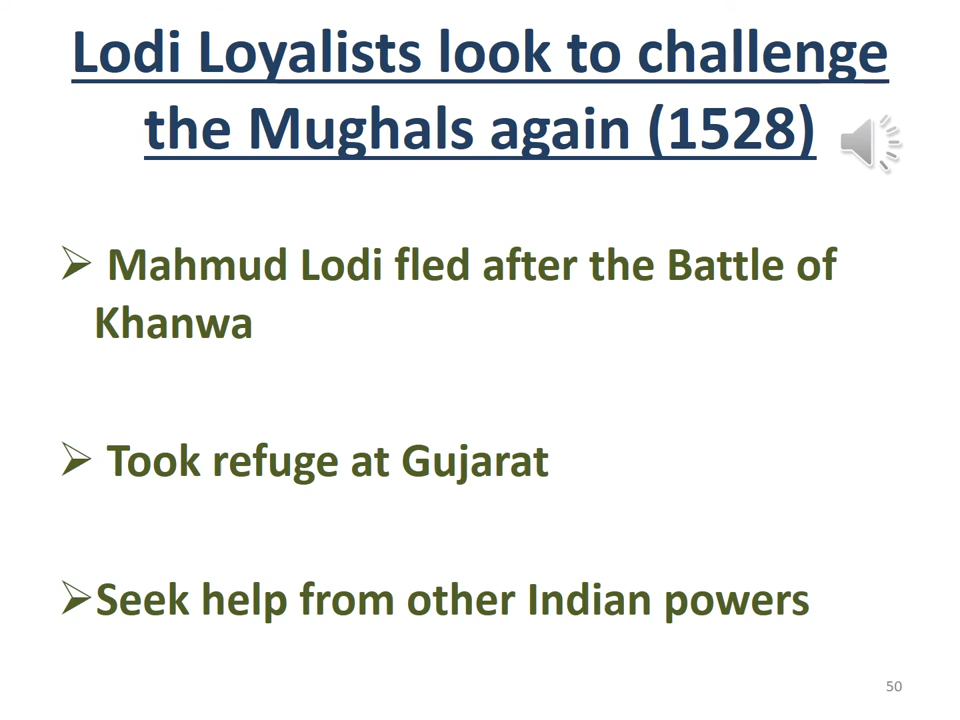 Lodi Loyalists look to challenge
the Mughals again (1528)
➢ Mahmud Lodi fled after the Battle of
Khanwa
➢ Took refuge at Gujarat
➢Seek help from other Indian powers
50